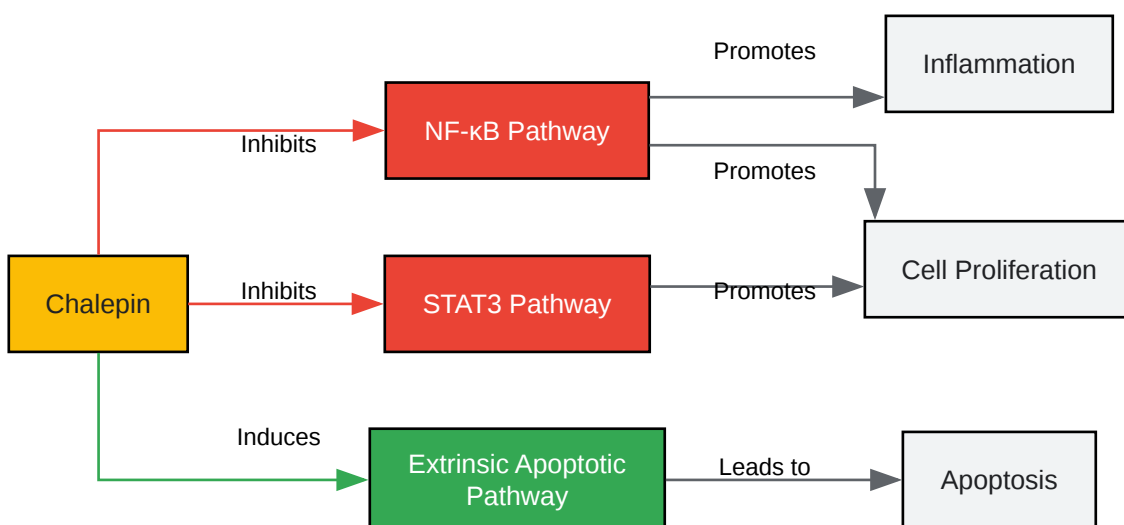 Promotes
Inflammation
NF-κB Pathway
Inhibits
Promotes
Cell Proliferation
Chalepin
Inhibits
STAT3 Pathway
Promotes
Induces
Extrinsic Apoptotic
Pathway
Leads to
Apoptosis